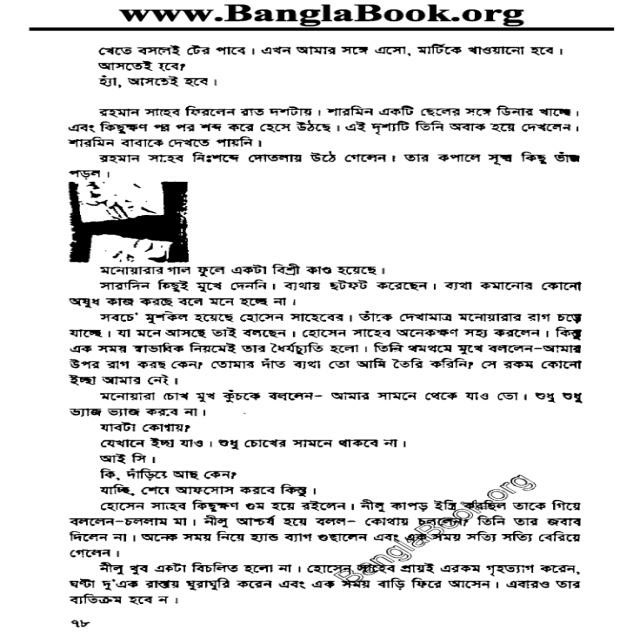 www.BanglaBook.org
খেতে বসলেই টের পাবে। এখন আমার সঙ্গে এসো, মার্টিকে খাওয়ানো হবে।
আসতেই হবে?
হ্যাঁ, আসতেই হবে।
রহমান সাহেব ফিরলেন রাত দশটায়। শারমিন একটি ছেলের সঙ্গে ডিনার খাচ্ছে।
এবং কিছুক্ষণ পর পর শব্দ করে হেসে উঠছে। এই দৃশ্যটি তিনি অবাক হয়ে দেখলেন।
শারমিন বাবাকে দেখতে পায়নি।
রহমান সাহেব নিঃশব্দে দোতলায় উঠে গেলেন। তার কপালে সূক্ষ্ম কিছু ভাঁজ
পড়ল।
মনোয়ারার গাল ফুলে একটা বিশ্রী কাণ্ড হয়েছে।
সারাদিন কিছুই মুখে দেননি। ব্যথায় ছটফট করেছেন। ব্যথা কমানোর কোনো
অষুধ কাজ করছে বলে মনে হচ্ছে না।
সবচে' মুশকিল হয়েছে হোসেন সাহেবের। তাঁকে দেখামাত্র মনোয়ারার রাগ চড়ে
যাচ্ছে। যা মনে আসছে তাই বলছেন। হোসেন সাহেব অনেকক্ষণ সহ্য করলেন। কিন্তু
এক সময় স্বাভাবিক নিয়মেই তার ধৈর্যচ্যুতি হলো। তিনি থমথমে মুখে বললেন-আমার
উপর রাগ করছ কেন? তোমার দাঁত ব্যথা তো আমি তৈরি করিনি? সে রকম কোনো
ইচ্ছা আমার নেই।
মনোয়ারা চোখ মুখ কুঁচকে বললেন- আমার সামনে থেকে যাও তো। শুধু শুধু
ভ্যাজ ভ্যাজ করবে না।
যাবটা কোথায়?
যেখানে ইচ্ছা যাও। শুধু চোখের সামনে থাকবে না।
আই সি।
কি, দাঁড়িয়ে আছ কেন?
যাচ্ছি, শেষে আফসোস করবে কিন্তু।
হোসেন সাহেব কিছুক্ষণ গুম হয়ে রইলেন। নীলু কাপড় ইস্ত্রি করছিল তাকে গিয়ে
বললেন-চললাম মা। নীলু আশ্চর্য হয়ে বলল- কোথায় চললেন? তিনি তার জবাব
দিলেন না। অনেক সময় নিয়ে হ্যান্ড ব্যাগ গুছালেন এবং এক সময় সত্যি সত্যি বেরিয়ে
গেলেন।
নীলু খুব একটা বিচলিত হলো না। হোসেন সাহেব প্রায়ই এরকম গৃহত্যাগ করেন,
ঘণ্টা দু'এক রাস্তায় ঘুরাঘুরি করেন এবং এক সময় বাড়ি ফিরে আসেন। এবারও তার
ব্যতিক্রম হবে না।
BanglaBook.org
৭৮